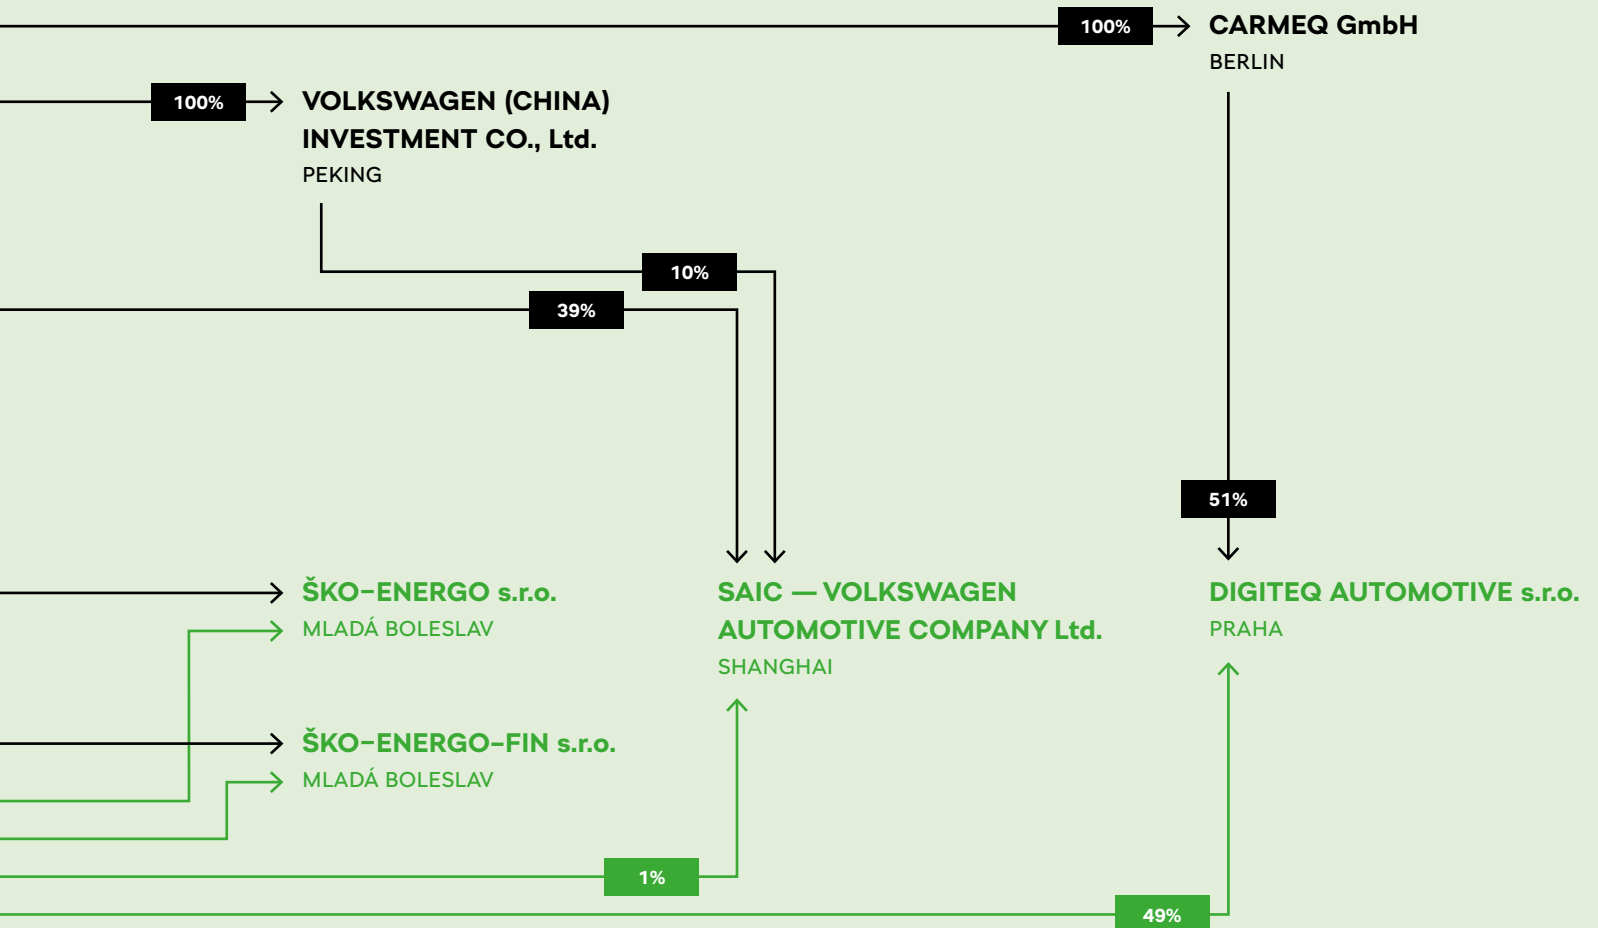 100%
CARMEQ GmbH
BERLIN
100%
VOLKSWAGEN (CHINA)
INVESTMENT CO., Ltd.
PEKING
10%
39%
51%
ŠKO–ENERGO s.r.o.
MLADÁ BOLESLAV
SAIC — VOLKSWAGEN
AUTOMOTIVE COMPANY Ltd.
SHANGHAI
DIGITEQ AUTOMOTIVE s.r.o.
PRAHA
ŠKO–ENERGO–FIN s.r.o.
MLADÁ BOLESLAV
1%
49%